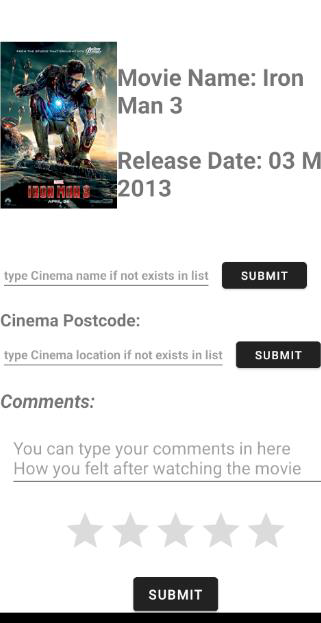 FROM THE STUDIO THAT BROUGHT YOU
Movie Name: Iron
Man 3
Release Date: 03 M
2013
MARVEL
IRON MAN 3
APRIL 26
type Cinema name if not exists in list
SUBMIT
Cinema Postcode:
type Cinema location if not exists in list
SUBMIT
Comments:
You can type your comments in here
How you felt after watching the movie
SUBMIT